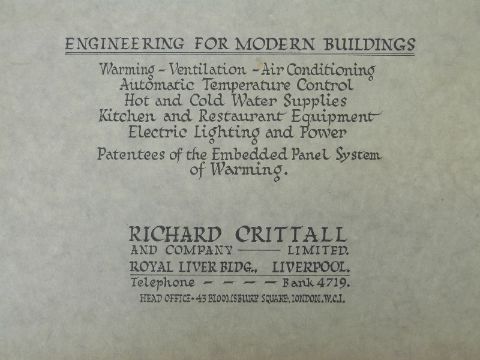 ENGINEERING FOR MODERN BUILDINGS
Warming - Ventilation - Air Conditioning
Automatic Temperature Control
Hot and Cold Water Supplies
Kitchen and Restaurant Equipment
Electric Lighting and Power
Patentees of the Embedded Panel System
of Warming.
RICHARD CRITTALL
AND COMPANY —— LIMITED.
ROYAL LIVER BLDG., LIVERPOOL.
Telephone - - - - Bank 4719.
HEAD OFFICE • 43 BLOOMSBURY SQUARE, LONDON, W.C.1.